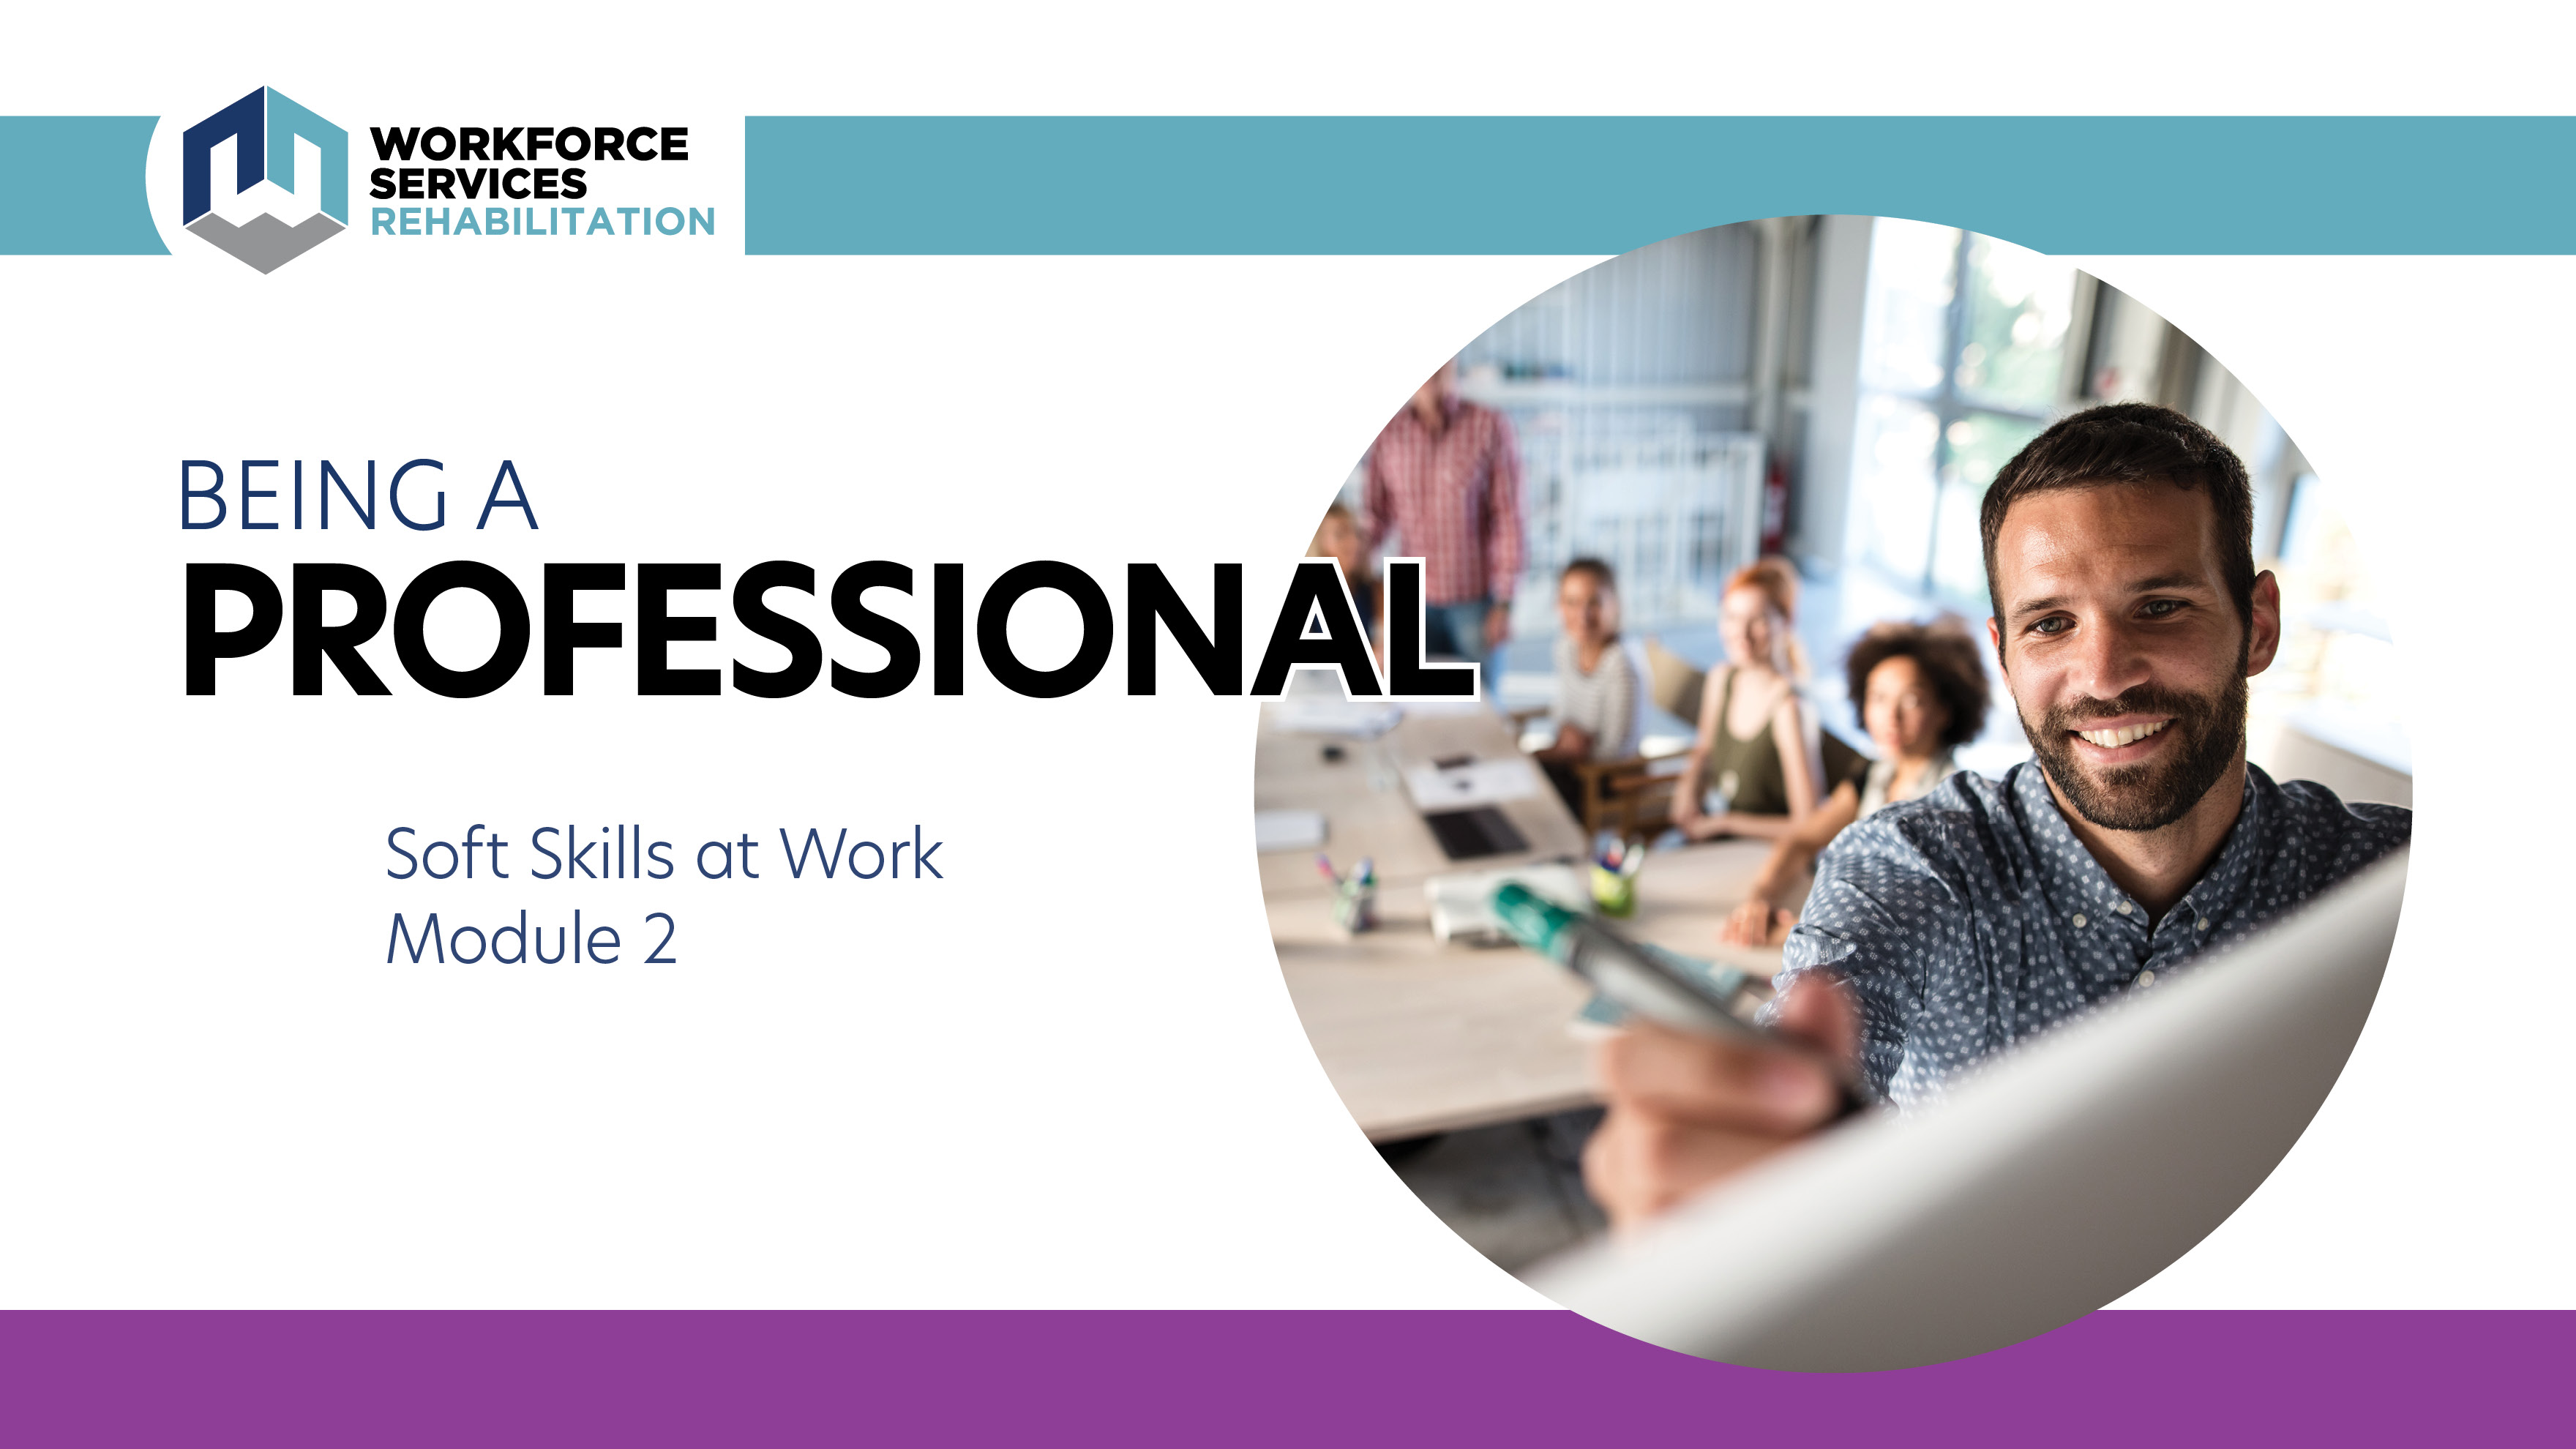 WORKFORCE
SERVICES
REHABILITATION
BEING A
PROFESSIONAL
Soft Skills at Work
Module 2